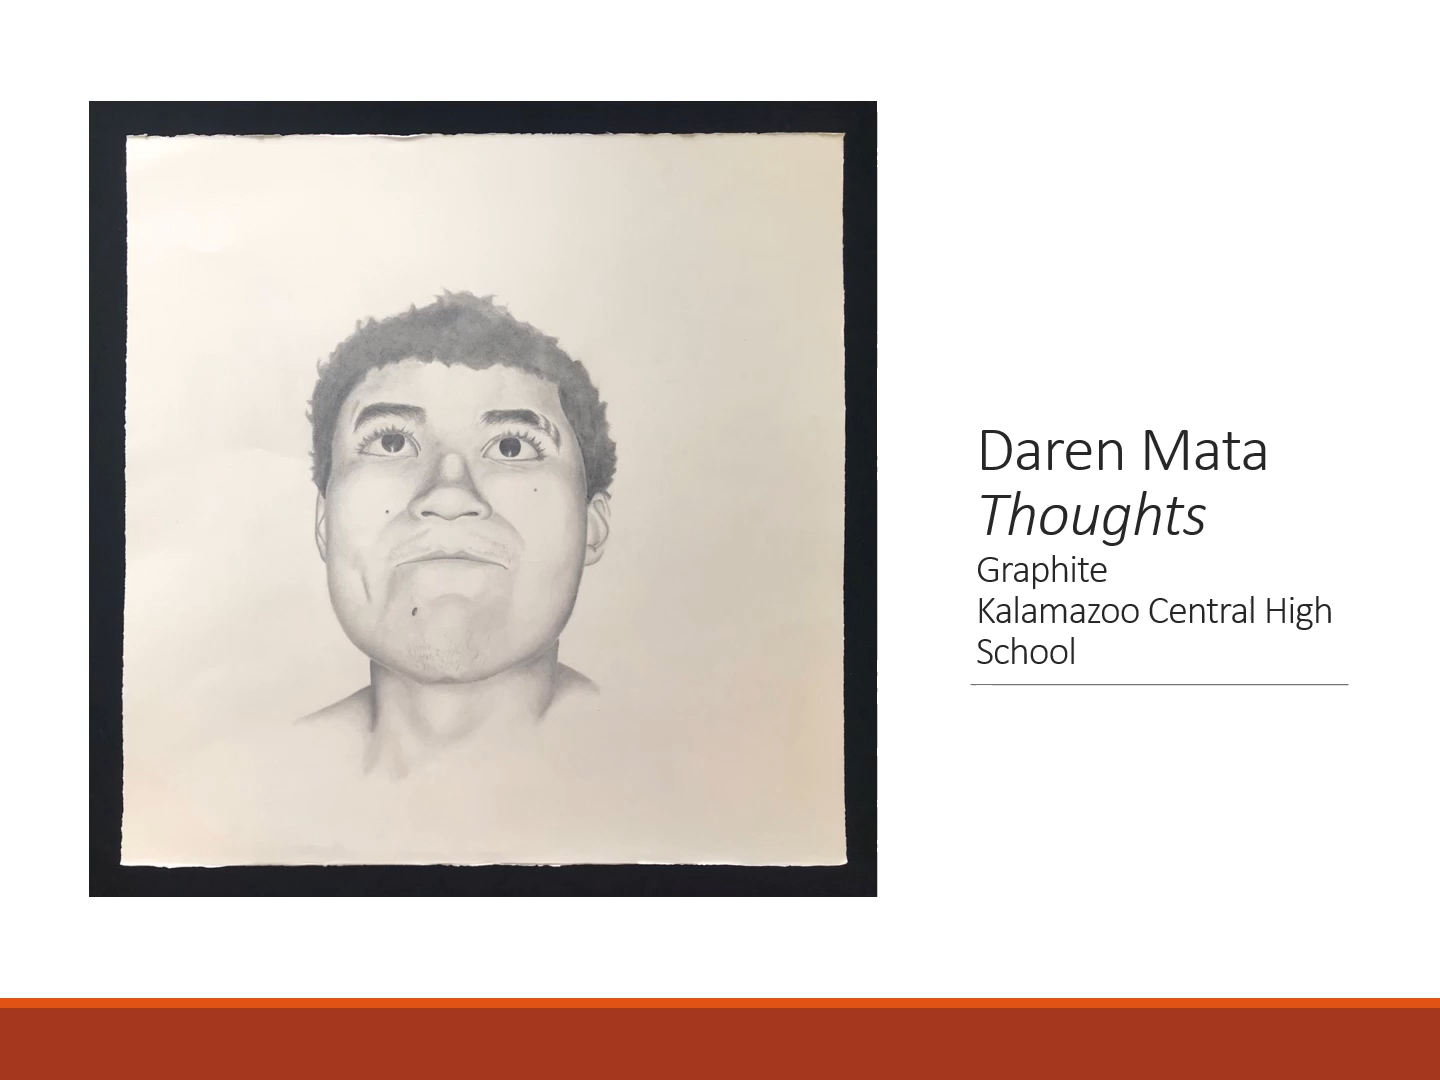 Daren Mata
Thoughts
Graphite
Kalamazoo Central High
School